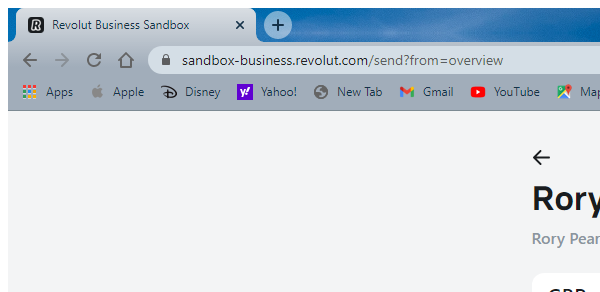 Revolut Business Sandbox
sandbox-business.revolut.com/send?from=overview
Apps Apple Disney Yahoo! New Tab Gmail YouTube Map
Rory
Rory Pear